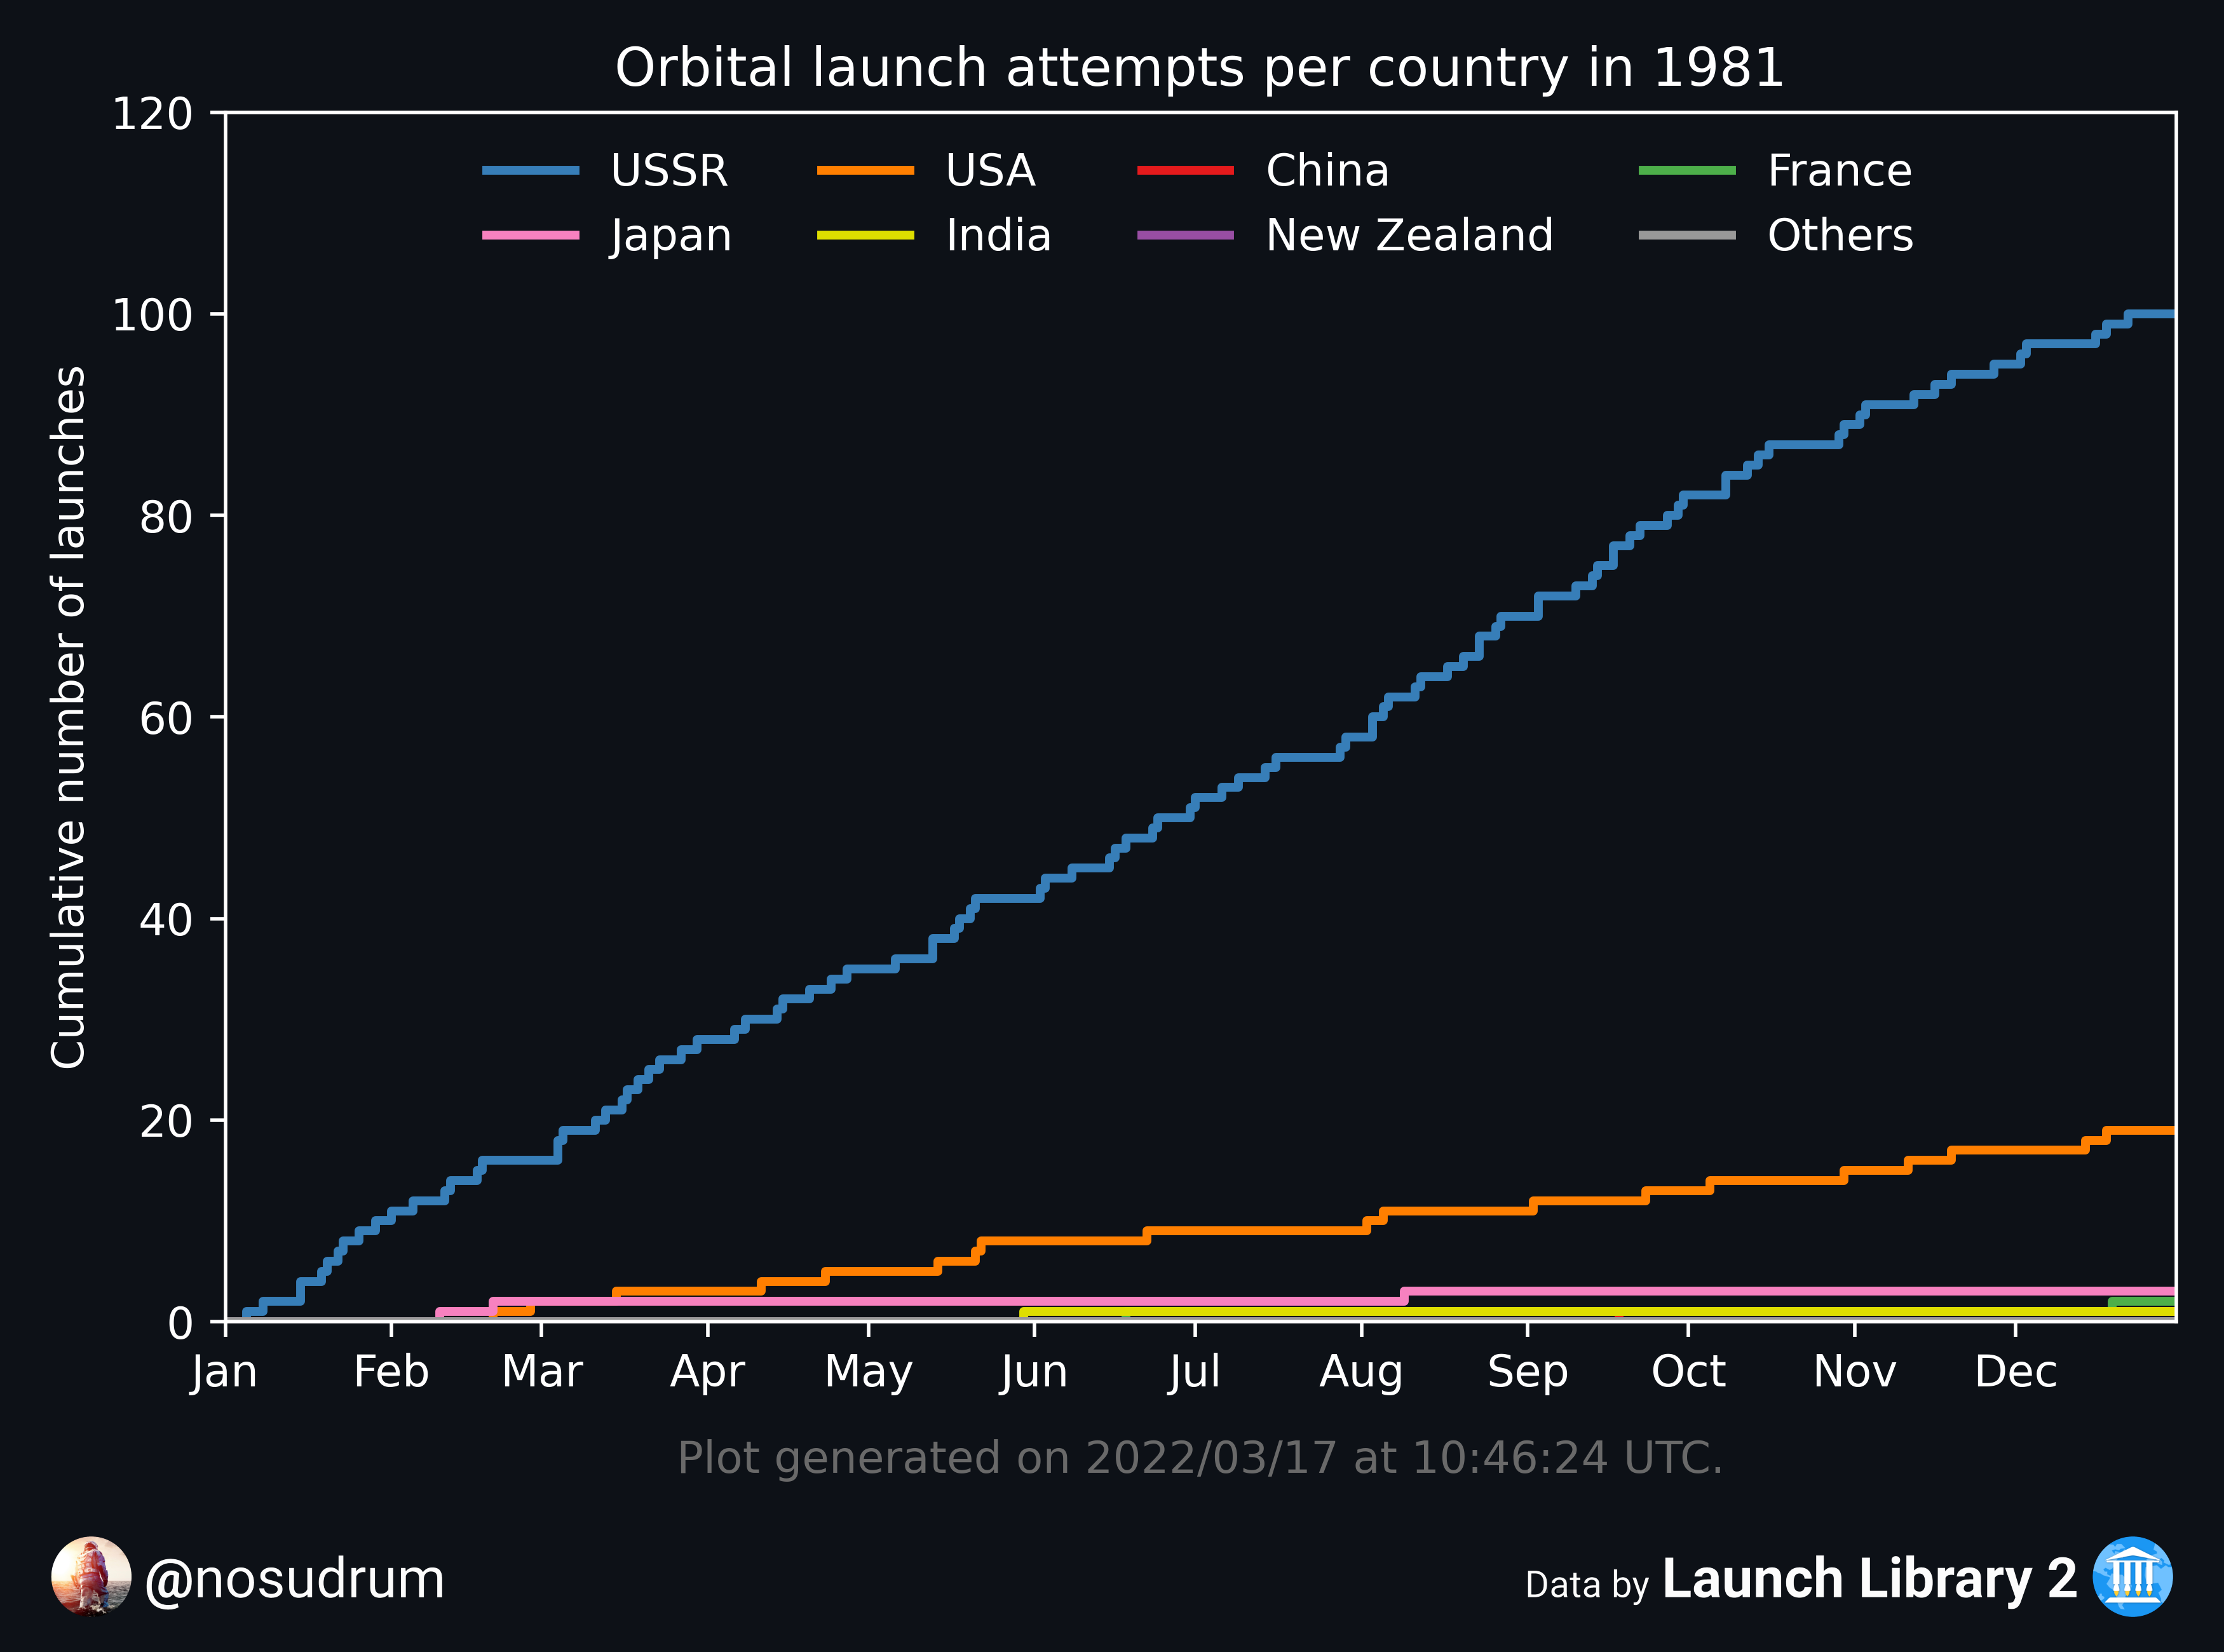 Orbital launch attempts per country in 1981
120
USSR USA China France
Japan India New Zealand Others
100
80
60
40
20
0
Cumulative number of launches
Jan Feb Mar Apr May Jun Jul Aug Sep Oct Nov Dec
Plot generated on 2022/03/17 at 10:46:24 UTC.
@nosudrum
Data by Launch Library 2